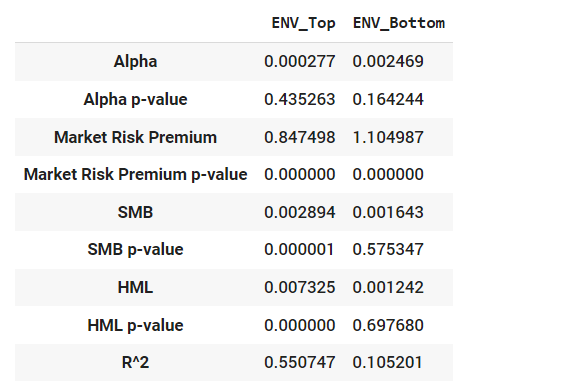 ENV_Top ENV_Bottom
Alpha 0.000277 0.002469
Alpha p-value 0.435263 0.164244
Market Risk Premium 0.847498 1.104987
Market Risk Premium p-value 0.000000 0.000000
SMB 0.002894 0.001643
SMB p-value 0.000001 0.575347
HML 0.007325 0.001242
HML p-value 0.000000 0.697680
R^2 0.550747 0.105201